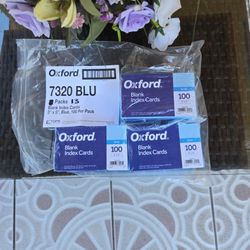 Oxford
7320 BLU
Packs 13
Blank Index Cards
3" x 5", Blue, 100 Per Pack
Oxford
Blank
Index Cards
100
Oxford
Blank
Index Cards
100
Oxford
Blank
Index Cards
100